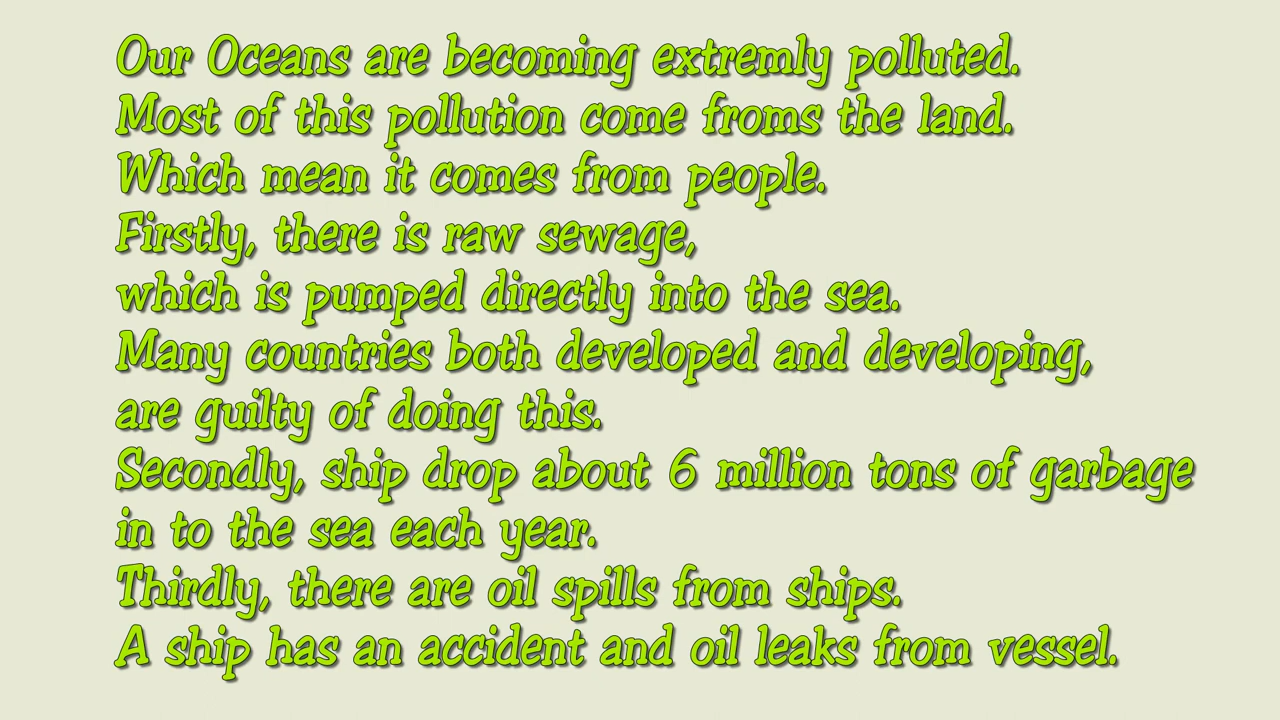 Our Oceans are becoming extremly polluted.
Most of this pollution come froms the land.
Which mean it comes from people.
Firstly, there is raw sewage,
which is pumped directly into the sea.
Many countries both developed and developing,
are guilty of doing this.
Secondly, ship drop about 6 million tons of garbage
in to the sea each year.
Thirdly, there are oil spills from ships.
A ship has an accident and oil leaks from vessel.